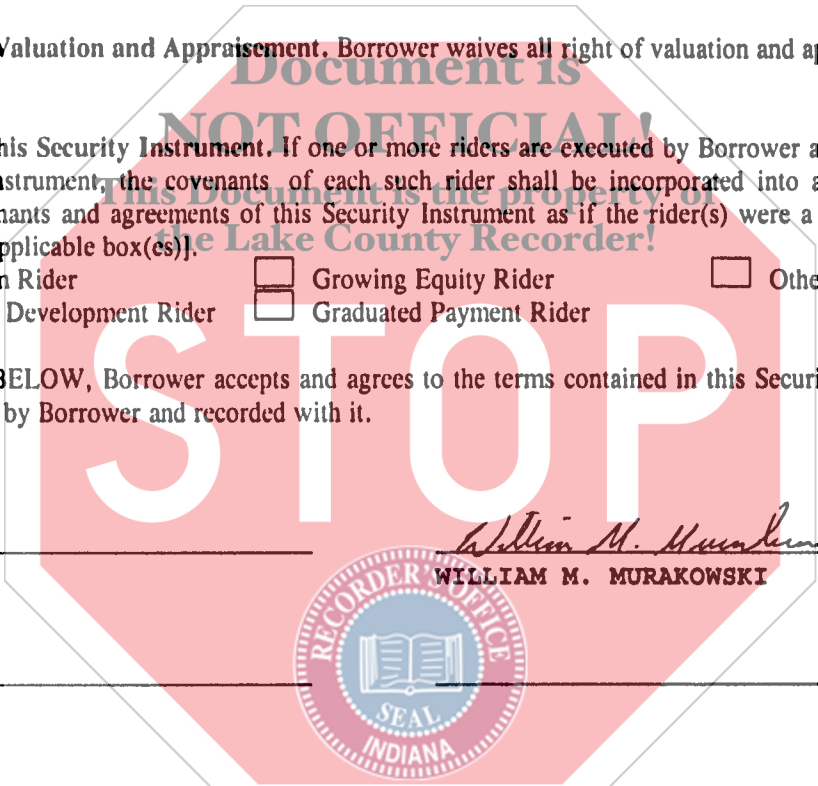 Valuation and Appraisement. Borrower waives all right of valuation and
Document is
NOT OFFICIAL!
his Security Instrument. If one or more riders are executed by Borrower
nstrument, the covenants of each such rider shall be incorporated into
This Document is the property of
nants and agreements of this Security Instrument as if the rider(s) were a
the Lake County Recorder!
pplicable box(es)].
n Rider
Growing Equity Rider
Othe
Development Rider
Graduated Payment Rider
STOP
BELOW, Borrower accepts and agrees to the terms contained in this Securi
by Borrower and recorded with it.
William M.
WILLIAM M. MURAKOWSKI
RECORDER'S OFFICE
SEAL
INDIANA